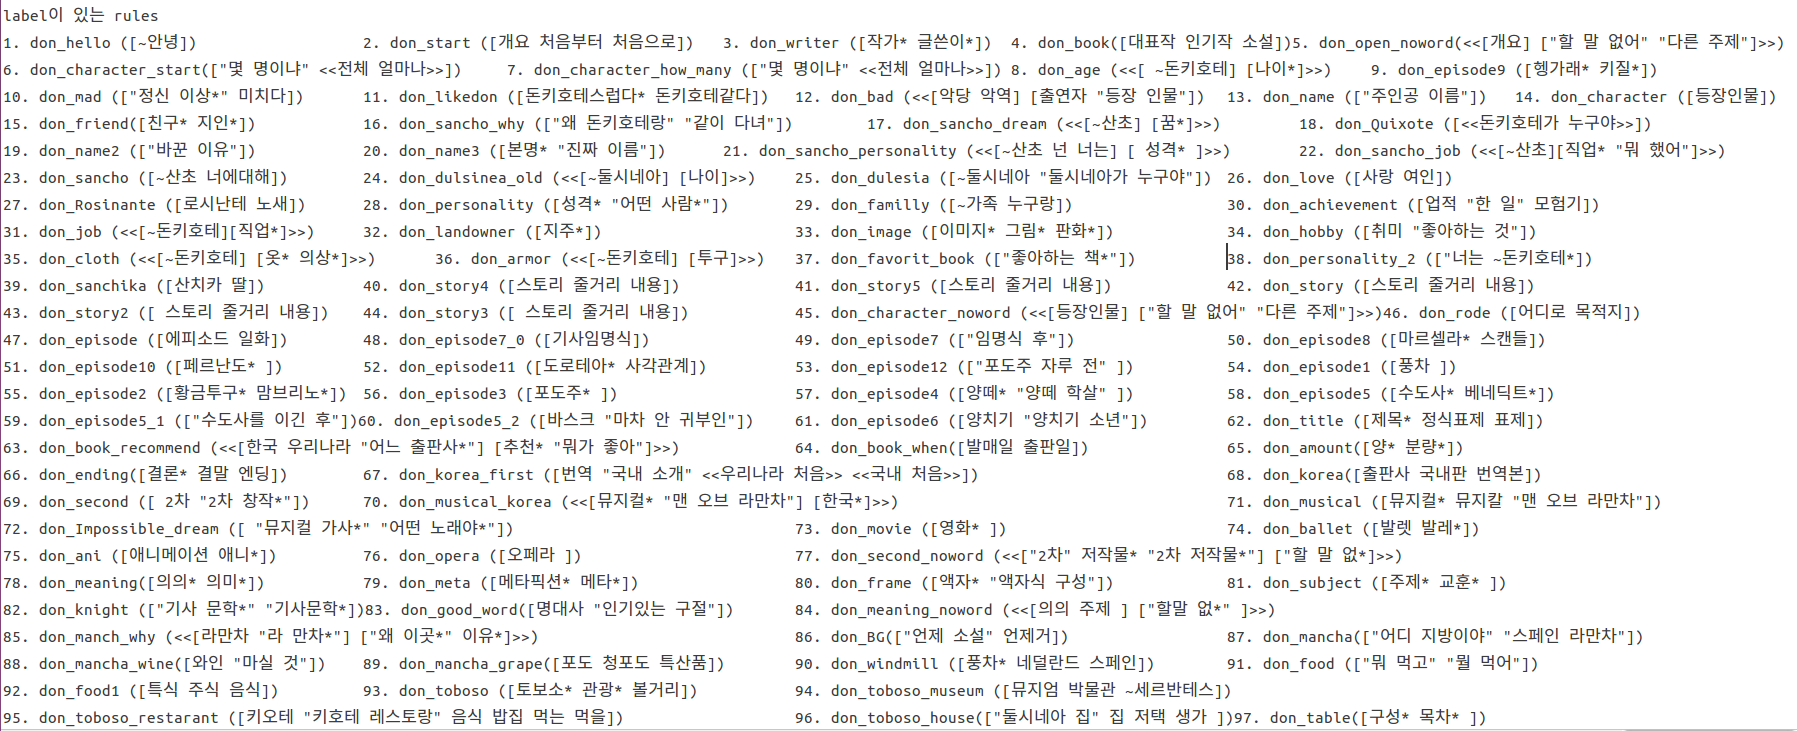 label이 있는 rules
1. don_hello ([~안녕]) 2. don_start ([개요 처음부터 처음으로]) 3. don_writer ([작가* 글쓴이*]) 4. don_book([대표작 인기작 소설])5. don_open_noword(<<[개요] ["할 말 없어" "다른 주제"]>>)
6. don_character_start(["몇 명이냐" <<전체 얼마나>>]) 7. don_character_how_many (["몇 명이냐" <<전체 얼마나>>]) 8. don_age (<<[ ~돈키호테] [나이*]>>) 9. don_episode9 ([헹가래* 키질*])
10. don_mad (["정신 이상*" 미치다]) 11. don_likedon ([돈키호테스럽다* 돈키호테같다]) 12. don_bad (<<[악당 악역] [출연자 "등장 인물"]) 13. don_name (["주인공 이름"]) 14. don_character ([등장인물])
15. don_friend([친구* 지인*]) 16. don_sancho_why (["왜 돈키호테랑" "같이 다녀"]) 17. don_sancho_dream (<<[~산초] [꿈*]>>) 18. don_Quixote ([<<돈키호테가 누구야>>])
19. don_name2 (["바꾼 이유"]) 20. don_name3 ([본명* "진짜 이름"]) 21. don_sancho_personality (<<[~산초 넌 너는] [ 성격* ]>>) 22. don_sancho_job (<<[~산초][직업* "뭐 했어"]>>)
23. don_sancho ([~산초 너에대해]) 24. don_dulsinea_old (<<[~둘시네아] [나이]>>) 25. don_dulesia ([~둘시네아 "둘시네아가 누구야"]) 26. don_love ([사랑 여인])
27. don_Rosinante ([로시난테 노새]) 28. don_personality ([성격* "어떤 사람*"]) 29. don_familly ([~가족 누구랑]) 30. don_achievement ([업적 "한 일" 모험기])
31. don_job (<<[~돈키호테][직업*]>>) 32. don_landowner ([지주*]) 33. don_image ([이미지* 그림* 판화*]) 34. don_hobby ([취미 "좋아하는 것"])
35. don_cloth (<<[~돈키호테] [옷* 의상*]>>) 36. don_armor (<<[~돈키호테] [투구]>>) 37. don_favorit_book (["좋아하는 책*"]) 38. don_personality_2 (["너는 ~돈키호테*])
39. don_sanchika ([산치카 딸]) 40. don_story4 ([스토리 줄거리 내용]) 41. don_story5 ([스토리 줄거리 내용]) 42. don_story ([스토리 줄거리 내용])
43. don_story2 ([ 스토리 줄거리 내용]) 44. don_story3 ([ 스토리 줄거리 내용]) 45. don_character_noword (<<[등장인물] ["할 말 없어" "다른 주제"]>>)46. don_rode ([어디로 목적지])
47. don_episode ([에피소드 일화]) 48. don_episode7_0 ([기사임명식]) 49. don_episode7 (["임명식 후"]) 50. don_episode8 ([마르셀라* 스캔들])
51. don_episode10 ([페르난도* ]) 52. don_episode11 ([도로테아* 사각관계]) 53. don_episode12 (["포도주 자루 전" ]) 54. don_episode1 ([풍차 ])
55. don_episode2 ([황금투구* 맘브리노*]) 56. don_episode3 ([포도주* ]) 57. don_episode4 ([양떼* "양떼 학살" ]) 58. don_episode5 ([수도사* 베네딕트*])
59. don_episode5_1 (["수도사를 이긴 후"])60. don_episode5_2 ([바스크 "마차 안 귀부인"]) 61. don_episode6 ([양치기 "양치기 소년"]) 62. don_title ([제목* 정식표제 표제])
63. don_book_recommend (<<[한국 우리나라 "어느 출판사*"] [추천* "뭐가 좋아"]>>) 64. don_book_when([발매일 출판일]) 65. don_amount([양* 분량*])
66. don_ending([결론* 결말 엔딩]) 67. don_korea_first ([번역 "국내 소개" <<우리나라 처음>> <<국내 처음>>]) 68. don_korea([출판사 국내판 번역본])
69. don_second ([ 2차 "2차 창작*"]) 70. don_musical_korea (<<[뮤지컬* "맨 오브 라만차"] [한국*]>>) 71. don_musical ([뮤지컬* 뮤지칼 "맨 오브 라만차"])
72. don_Impossible_dream ([ "뮤지컬 가사*" "어떤 노래야*"]) 73. don_movie ([영화* ]) 74. don_ballet ([발렛 발레*])
75. don_ani ([애니메이션 애니*]) 76. don_opera ([오페라 ]) 77. don_second_noword (<<["2차" 저작물* "2차 저작물*"] ["할 말 없*]>>)
78. don_meaning([의의* 의미*]) 79. don_meta ([메타픽션* 메타*]) 80. don_frame ([액자* "액자식 구성"]) 81. don_subject ([주제* 교훈* ])
82. don_knight (["기사 문학*" "기사문학*])83. don_good_word([명대사 "인기있는 구절"]) 84. don_meaning_noword (<<[의의 주제 ] ["할말 없*" ]>>)
85. don_manch_why (<<[라만차 "라 만차*"] ["왜 이곳*" 이유*]>>) 86. don_BG(["언제 소설" 언제거]) 87. don_mancha(["어디 지방이야" "스페인 라만차"])
88. don_mancha_wine([와인 "마실 것"]) 89. don_mancha_grape([포도 청포도 특산품]) 90. don_windmill ([풍차* 네덜란드 스페인]) 91. don_food (["뭐 먹고" "뭘 먹어"])
92. don_food1 ([특식 주식 음식]) 93. don_toboso ([토보소* 관광* 볼거리]) 94. don_toboso_museum ([뮤지엄 박물관 ~세르반테스])
95. don_toboso_restarant ([키오테 "키호테 레스토랑" 음식 밥집 먹는 먹을]) 96. don_toboso_house(["둘시네아 집" 집 저택 생가 ])97. don_table([구성* 목차* ])